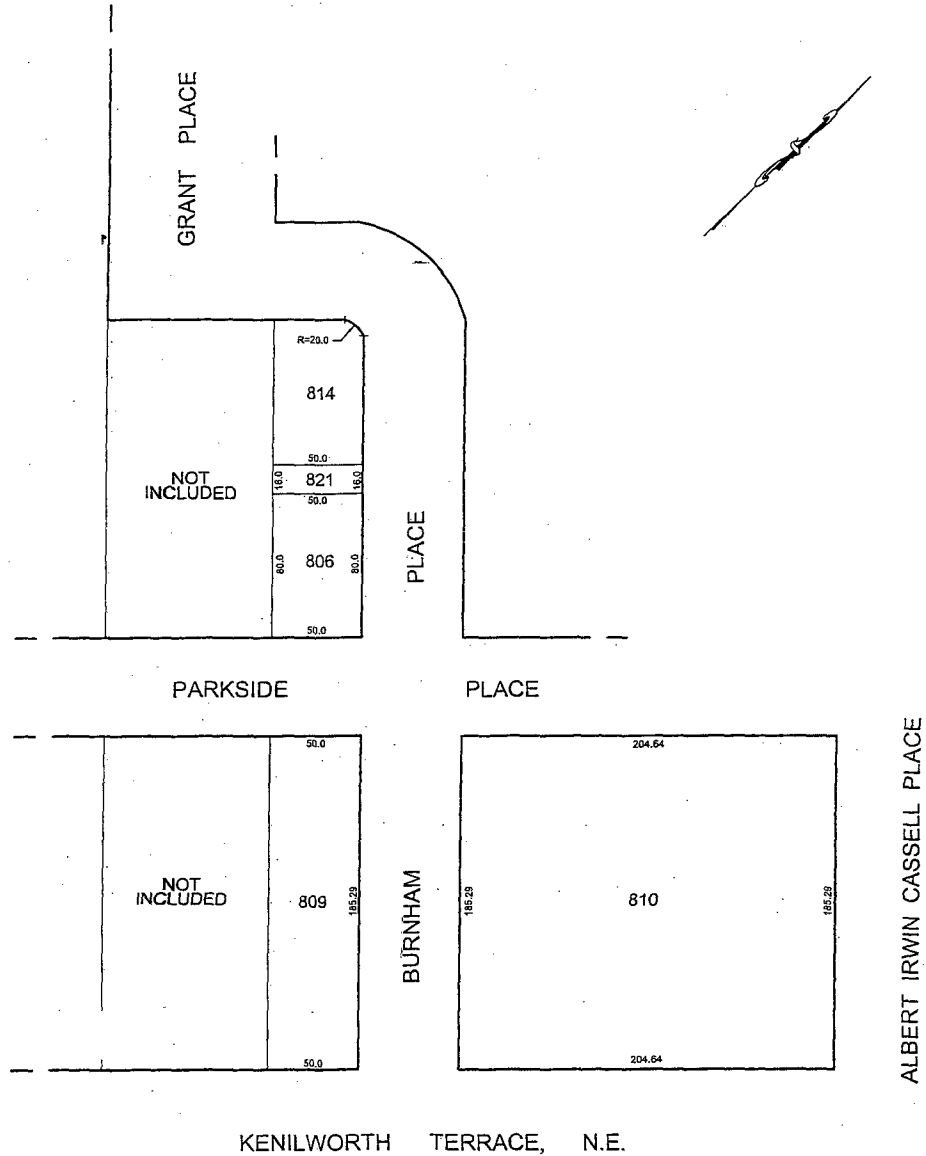 GRANT PLACE
R=20.0
814
50.0
16.0
821
16.0
50.0
NOT
INCLUDED
80.0
806
80.0
50.0
PLACE
PARKSIDE PLACE
50.0
204.64
NOT
INCLUDED
809
185.29
BURNHAM
185.29
810
185.29
ALBERT IRWIN CASSELL PLACE
50.0
204.64
KENILWORTH TERRACE, N.E.